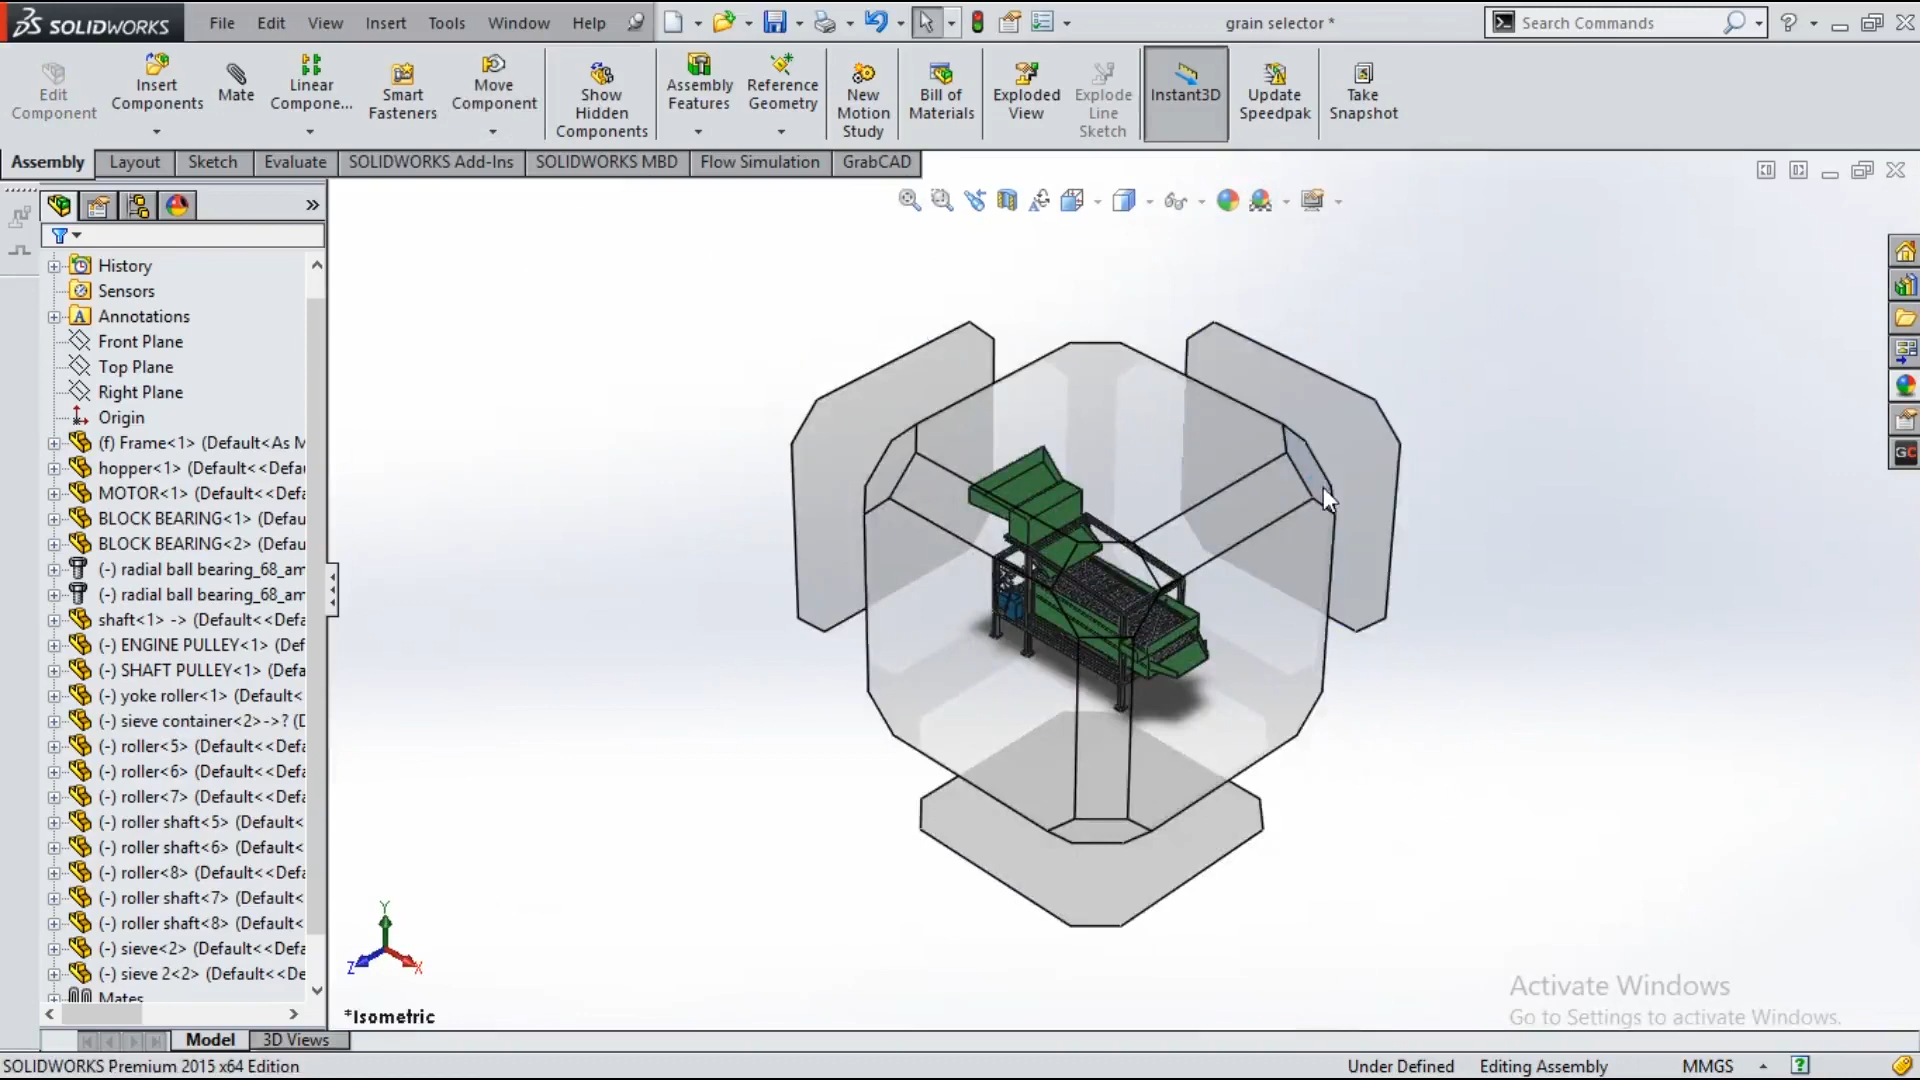 SOLIDWORKS File Edit View Insert Tools Window Help grain selector * Search Commands
Edit Component
Insert Components
Mate
Linear Compone...
Smart Fasteners
Move Component
Show Hidden Components
Assembly Features
Reference Geometry
New Motion Study
Bill of Materials
Exploded View
Explode Line Sketch
Instant3D
Update Speedpak
Take Snapshot
Assembly Layout Sketch Evaluate SOLIDWORKS Add-Ins SOLIDWORKS MBD Flow Simulation GrabCAD
History
Sensors
Annotations
Front Plane
Top Plane
Right Plane
Origin
(f) Frame<1> (Default<As M
hopper<1> (Default<<Defau
MOTOR<1> (Default<<Defa
BLOCK BEARING<1> (Defau
BLOCK BEARING<2> (Defau
(-) radial ball bearing_68_am
(-) radial ball bearing_68_am
shaft<1> -> (Default<<Defa
(-) ENGINE PULLEY<1> (Def
(-) SHAFT PULLEY<1> (Defa
(-) yoke roller<1> (Default<
(-) sieve container<2>->? (D
(-) roller<5> (Default<<Defa
(-) roller<6> (Default<<Defa
(-) roller<7> (Default<<Defa
(-) roller shaft<5> (Default<
(-) roller shaft<6> (Default<
(-) roller<8> (Default<<Defa
(-) roller shaft<7> (Default<
(-) roller shaft<8> (Default<
(-) sieve<2> (Default<<Defa
(-) sieve 2<2> (Default<<De
Mates
GC
Y
Z X
*Isometric
Activate Windows
Go to Settings to activate Windows.
Model 3D Views
SOLIDWORKS Premium 2015 x64 Edition Under Defined Editing Assembly MMGS